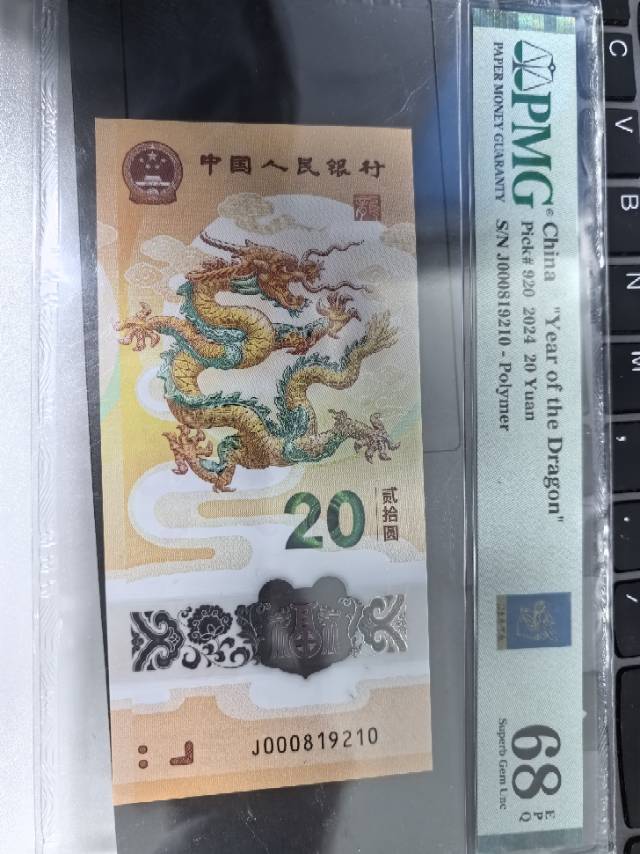 中国人民银行
20
贰拾圆
福
J000819210
PMG®
PAPER MONEY GUARANTY
China "Year of the Dragon"
Pick# 920 2024 20 Yuan
S/N J000819210 - Polymer
68 EPQ
Superb Gem Unc
C
V
B
N
M